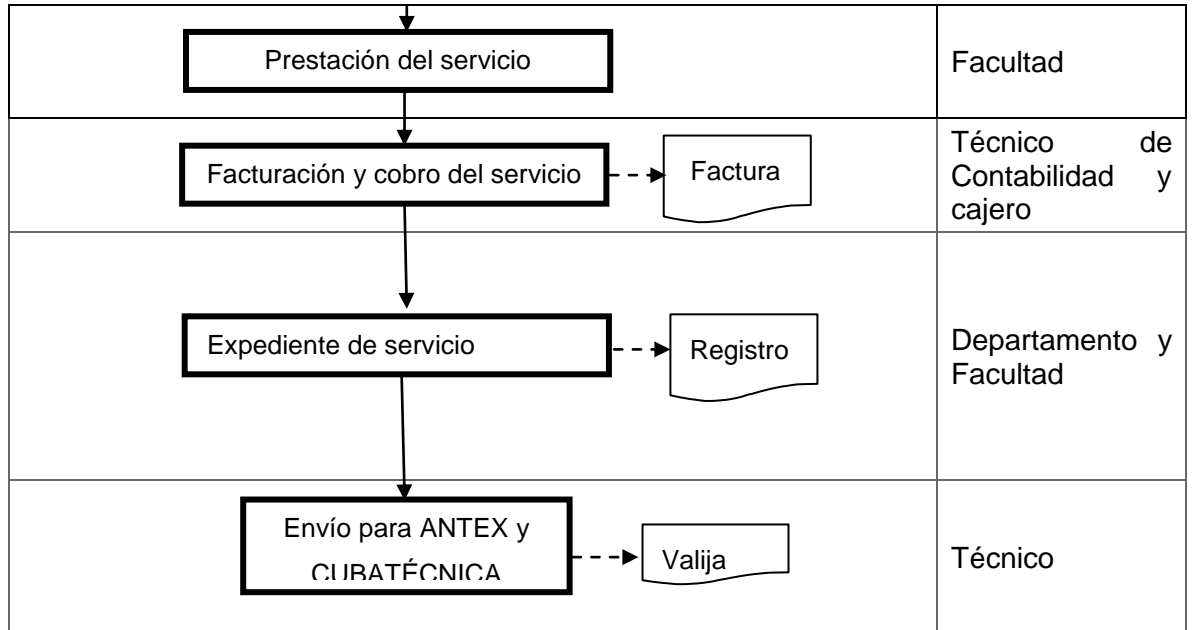 Prestación del servicio
Facultad
Facturación y cobro del servicio
Factura
Técnico de
Contabilidad y
cajero
Expediente de servicio
Registro
Departamento y
Facultad
Envío para ANTEX y
CUBATÉCNICA
Valija
Técnico